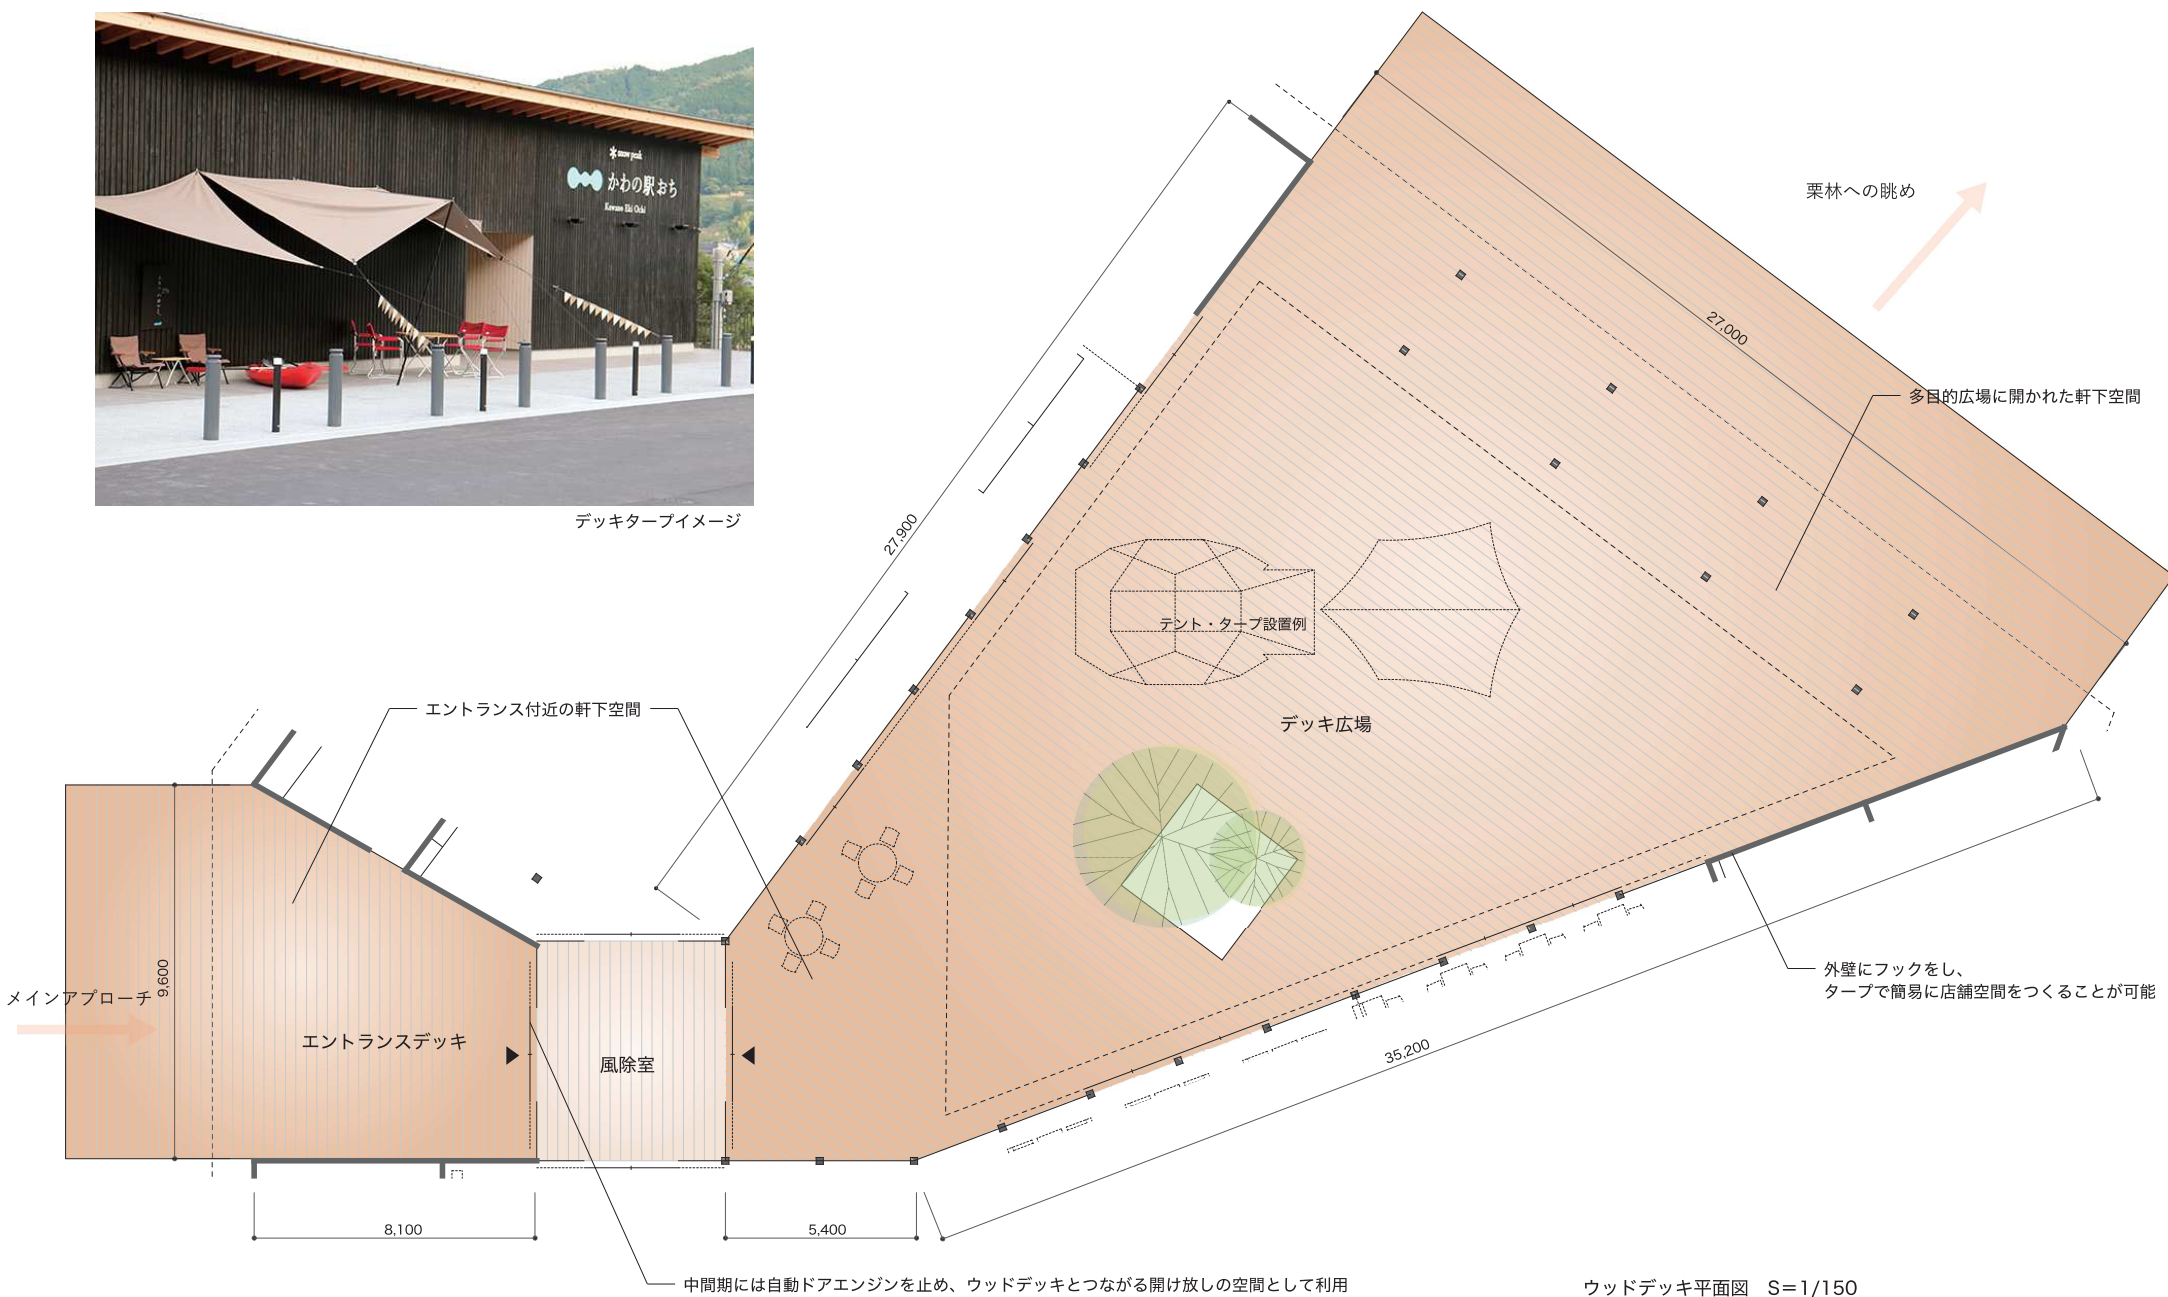 snow peak
かわの駅おち
Kawano Eki Ochi
デッキタープイメージ
栗林への眺め
27,000
多目的広場に開かれた軒下空間
27,900
テント・タープ設置例
エントランス付近の軒下空間
デッキ広場
9,600
メインアプローチ
外壁にフックをし、
タープで簡易に店舗空間をつくることが可能
エントランスデッキ
風除室
35,200
8,100
5,400
中間期には自動ドアエンジンを止め、ウッドデッキとつながる開け放しの空間として利用
ウッドデッキ平面図 S=1/150